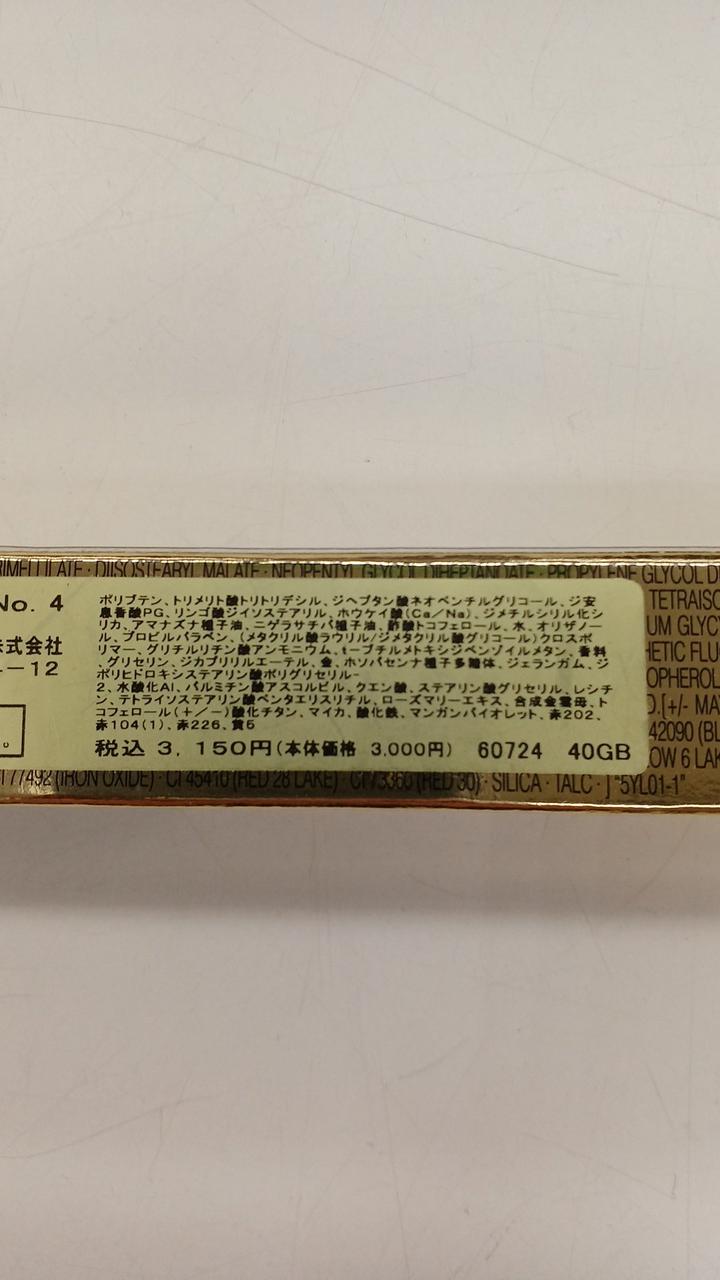 RIMELLITATE · DIISOSTEARYL MALATE · NEOPENTYL GLYCOL DIHEPTANOATE · PROPYLENE GLYCOL D
No. 4
株式会社
－12
ポリブテン、トリメリト酸トリトリデシル、ジヘプタン酸ネオペンチルグリコール、ジ安
息香酸PG、リンゴ酸ジイソステアリル、ホウケイ酸(Ca/Na)、ジメチルシリル化シ
リカ、アマナズナ種子油、ニゲラサチバ種子油、酢酸トコフェロール、水、オリザノー
ル、プロピルパラベン、(メタクリル酸ラウリル/ジメタクリル酸グリコール)クロスポ
リマー、グリチルリチン酸アンモニウム、t-ブチルメトキシジベンゾイルメタン、香料
、グリセリン、ジカプリリルエーテル、金、ホソバセンナ種子多糖体、ジェランガム、ジ
ポリヒドロキシステアリン酸ポリグリセリル-
2、水酸化Al、パルミチン酸アスコルビル、クエン酸、ステアリン酸グリセリル、レシチ
ン、テトライソステアリン酸ペンタエリスリチル、ローズマリーエキス、合成金雲母、ト
コフェロール(+/-)酸化チタン、マイカ、酸化鉄、マンガンバイオレット、赤202、
赤104(1)、赤226、黄5
税込 3,150円(本体価格 3,000円) 60724 40GB
TETRAISO
UM GLYC
HETIC FLU
OPHEROL
[+/- MA
42090 (BL
OW 6 LAK
77492 (IRON OXIDE) · CI 45410 (RED 28 LAKE) · CI 73360 (RED 30) · SILICA · TALC · ] "5YL01-1"